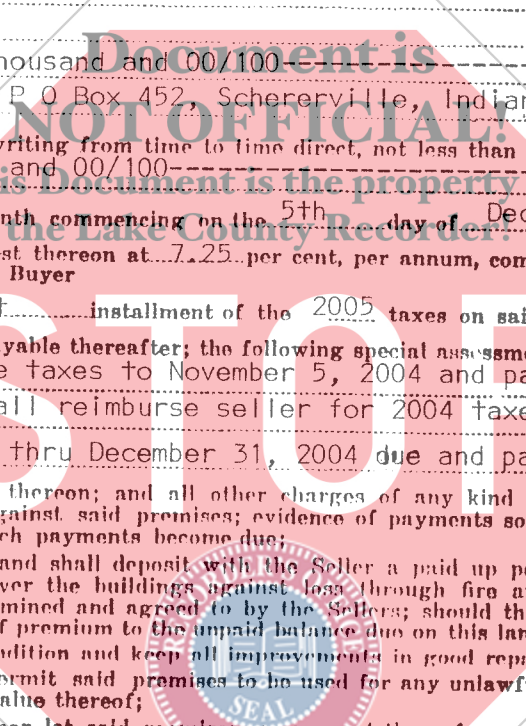 Document is
housand and 00/100
P O Box 452, Schererville, Indian
NOT OFFICIAL!
writing from time to time direct, not less than
and 00/100
is Document is the property
nth commencing on the 5th day of Dec
the Lake County Recorder!
st thereon at 7.25 per cent, per annum, com
Buyer
installment of the 2005 taxes on sai
STOP
yable thereafter; the following special assessme
e taxes to November 5, 2004 and pa
all reimburse seller for 2004 taxe
thru December 31, 2004 due and pa
thereon; and all other charges of any kind
gainst said premises; evidence of payments so
ch payments become due;
and shall deposit with the Seller a paid up po
ver the buildings against loss through fire a
mined and agreed to by the Sellers; should th
f premium to the unpaid balance due on this lan
ndition and keep all improvements in good repa
ermit said premises to be used for any unlawf
alue thereof;
SEAL